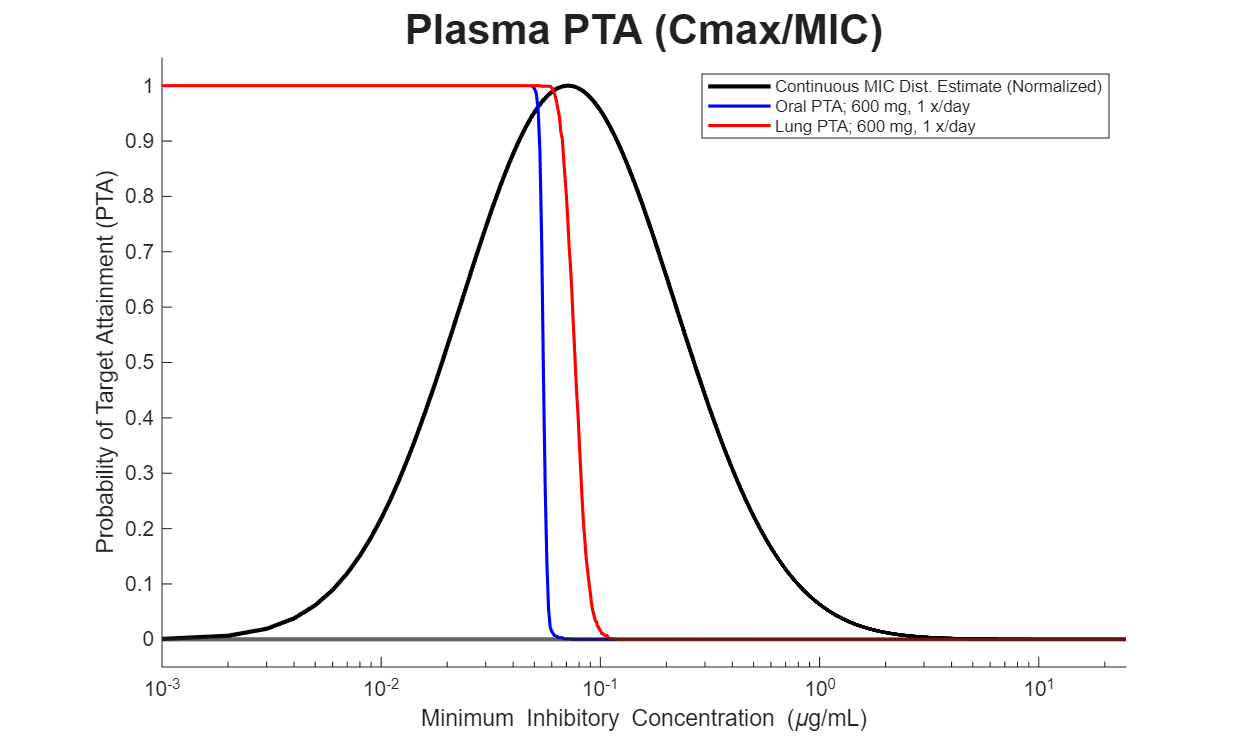 Plasma PTA (Cmax/MIC)
Continuous MIC Dist. Estimate (Normalized)
Oral PTA; 600 mg, 1 x/day
Lung PTA; 600 mg, 1 x/day
Probability of Target Attainment (PTA)
1
0.9
0.8
0.7
0.6
0.5
0.4
0.3
0.2
0.1
0
10^-3 10^-2 10^-1 10^0 10^1
Minimum Inhibitory Concentration (μg/mL)